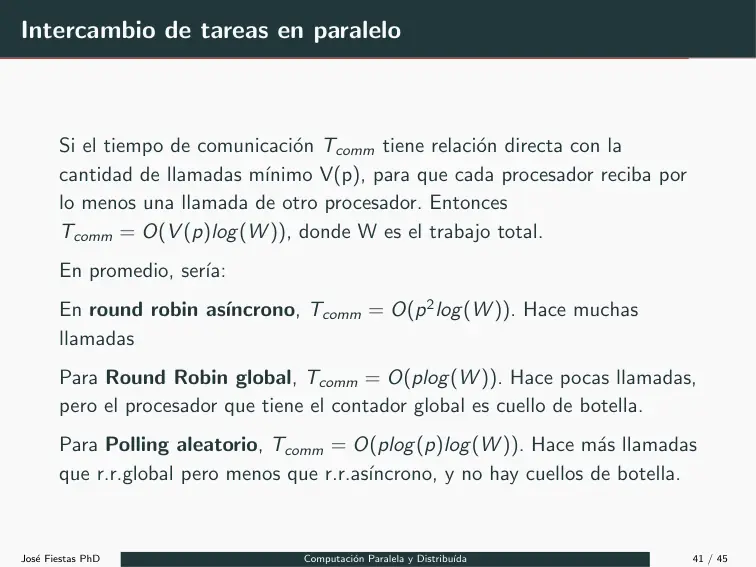 Intercambio de tareas en paralelo
Si el tiempo de comunicación T_comm tiene relación directa con la
cantidad de llamadas mínimo V(p), para que cada procesador reciba por
lo menos una llamada de otro procesador. Entonces
T_comm = O(V(p)log(W)), donde W es el trabajo total.
En promedio, sería:
En round robin asíncrono, T_comm = O(p²log(W)). Hace muchas
llamadas
Para Round Robin global, T_comm = O(plog(W)). Hace pocas llamadas,
pero el procesador que tiene el contador global es cuello de botella.
Para Polling aleatorio, T_comm = O(plog(p)log(W)). Hace más llamadas
que r.r.global pero menos que r.r.asíncrono, y no hay cuellos de botella.
José Fiestas PhD
Computación Paralela y Distribuída
41 / 45